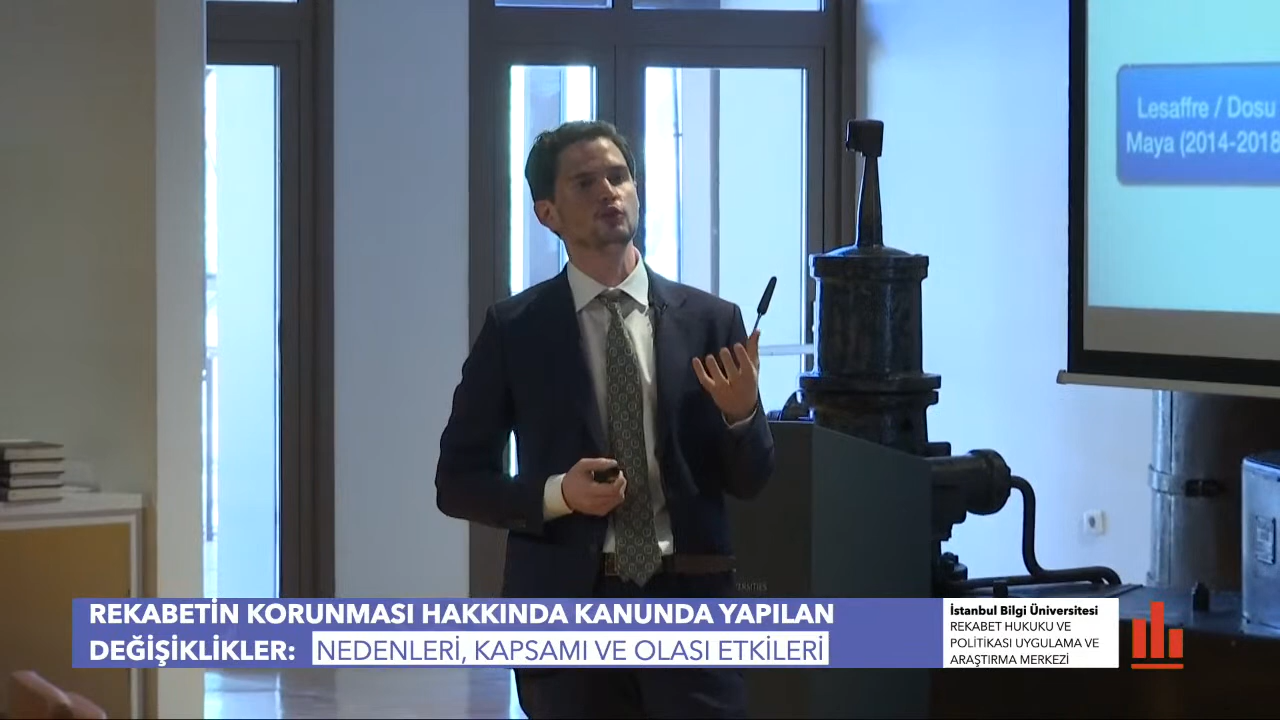 Lesaffre / Dosu
Maya (2014-2018
REKABETİN KORUNMASI HAKKINDA KANUNDA YAPILAN
DEĞİŞİKLİKLER: NEDENLERİ, KAPSAMI VE OLASI ETKİLERİ
İstanbul Bilgi Üniversitesi
REKABET HUKUKU VE
POLİTİKASI UYGULAMA VE
ARAŞTIRMA MERKEZİ